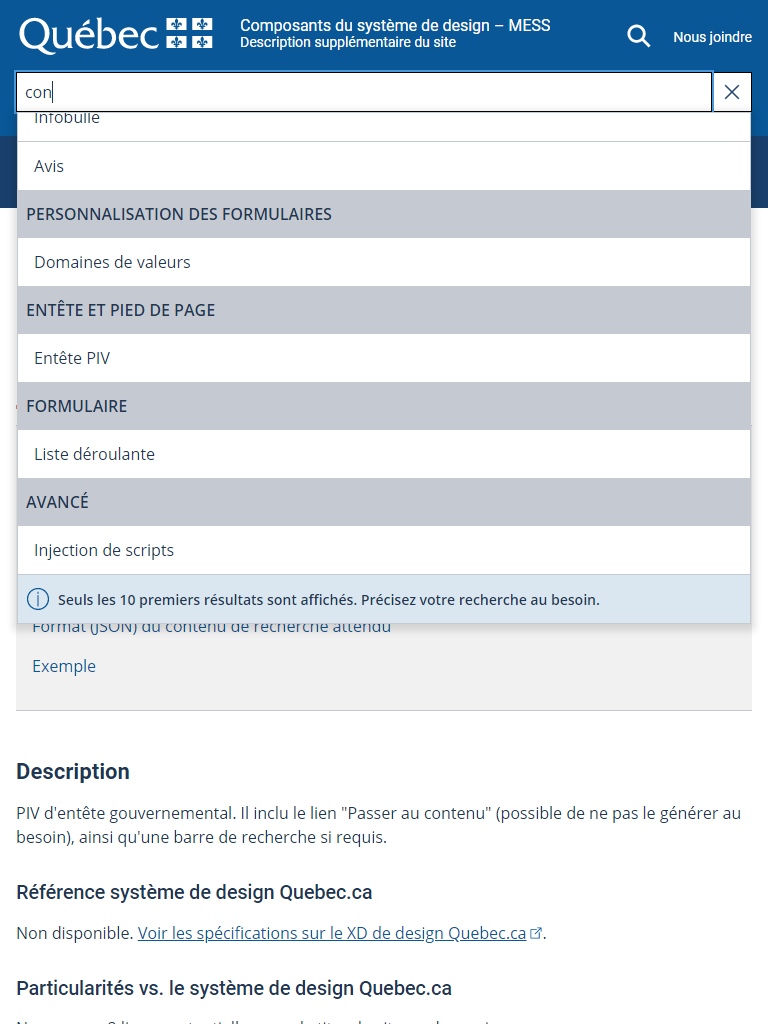 Québec
Composants du système de design – MESS
Description supplémentaire du site
Nous joindre
con
Infobulle
Avis
PERSONNALISATION DES FORMULAIRES
Domaines de valeurs
ENTÊTE ET PIED DE PAGE
Entête PIV
FORMULAIRE
Liste déroulante
AVANCÉ
Injection de scripts
Seuls les 10 premiers résultats sont affichés. Précisez votre recherche au besoin.
Format (JSON) du contenu de recherche attendu
Exemple
Description
PIV d'entête gouvernemental. Il inclu le lien "Passer au contenu" (possible de ne pas le générer au
besoin), ainsi qu'une barre de recherche si requis.
Référence système de design Quebec.ca
Non disponible. Voir les spécifications sur le XD de design Quebec.ca.
Particularités vs. le système de design Quebec.ca